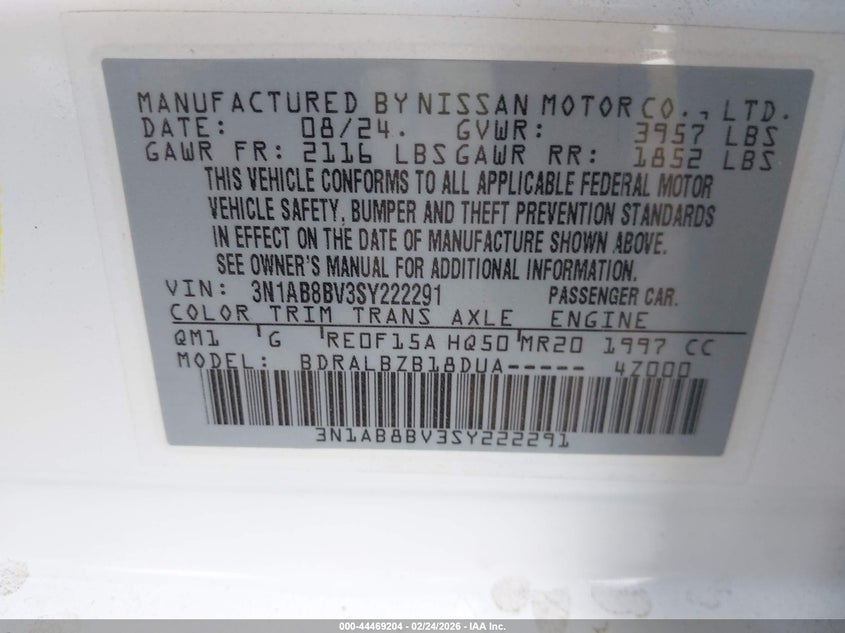 MANUFACTURED BY NISSAN MOTOR CO., LTD.
DATE: 08/24. GVWR: 3957 LBS
GAWR FR: 2116 LBS GAWR RR: 1852 LBS
THIS VEHICLE CONFORMS TO ALL APPLICABLE FEDERAL MOTOR
VEHICLE SAFETY, BUMPER AND THEFT PREVENTION STANDARDS
IN EFFECT ON THE DATE OF MANUFACTURE SHOWN ABOVE.
SEE OWNER'S MANUAL FOR ADDITIONAL INFORMATION.
VIN: 3N1AB8BV3SY222291 PASSENGER CAR.
COLOR TRIM TRANS AXLE ENGINE
QM1 G RE0F15A HQ50 MR20 1997 CC
MODEL: BDRALBZB18DUA----- 4Z000
3N1AB8BV3SY222291
000-44469204 - 02/24/2026 - IAA Inc.